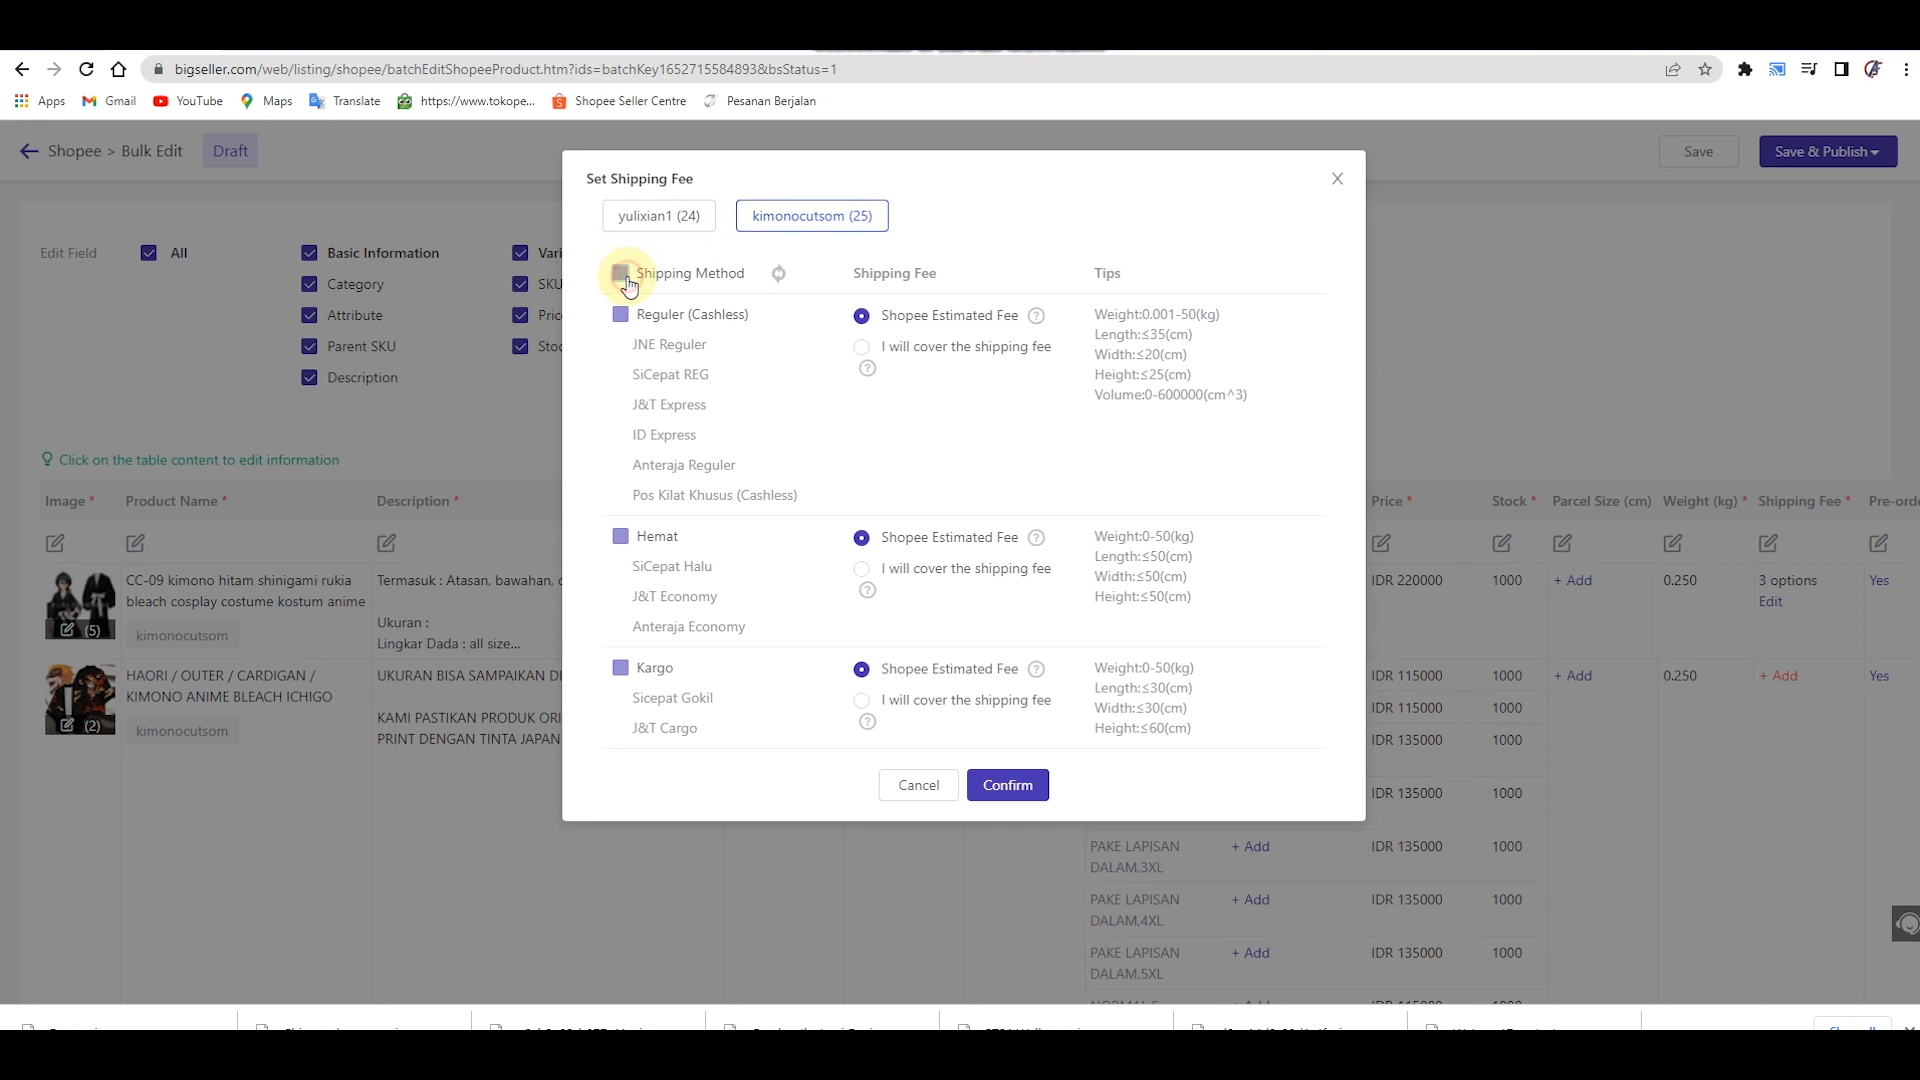 bigseller.com/web/listing/shopee/batchEditShopeeProduct.htm?ids=batchKey1652715584893&bsStatus=1
Apps Gmail YouTube Maps Translate https://www.tokope... Shopee Seller Centre Pesanan Berjalan
Shopee > Bulk Edit Draft Save Save & Publish
Set Shipping Fee
yulixian1 (24) kimonocutsom (25)
Edit Field All Basic Information Vari
Category SKU
Attribute Pric
Parent SKU Stoc
Description
Shipping Method Shipping Fee Tips
Reguler (Cashless) Shopee Estimated Fee Weight:0.001-50(kg)
JNE Reguler I will cover the shipping fee Length:≤35(cm)
Width:≤20(cm)
SiCepat REG Height:≤25(cm)
J&T Express Volume:0-600000(cm^3)
ID Express
Anteraja Reguler
Pos Kilat Khusus (Cashless)
Hemat Shopee Estimated Fee Weight:0-50(kg)
SiCepat Halu I will cover the shipping fee Length:≤50(cm)
J&T Economy Width:≤50(cm)
Height:≤50(cm)
Anteraja Economy
Kargo Shopee Estimated Fee Weight:0-50(kg)
Sicepat Gokil I will cover the shipping fee Length:≤30(cm)
Width:≤30(cm)
J&T Cargo Height:≤60(cm)
Cancel Confirm
Click on the table content to edit information
Image * Product Name * Description * Price * Stock * Parcel Size (cm) Weight (kg) * Shipping Fee * Pre-orde
CC-09 kimono hitam shinigami rukia
bleach cosplay costume kostum anime
(5)
kimonocutsom
Termasuk : Atasan, bawahan,
Ukuran :
Lingkar Dada : all size...
IDR 220000 1000 + Add 0.250 3 options Yes
Edit
HAORI / OUTER / CARDIGAN /
KIMONO ANIME BLEACH ICHIGO
(2)
kimonocutsom
UKURAN BISA SAMPAIKAN DI
KAMI PASTIKAN PRODUK ORI
PRINT DENGAN TINTA JAPAN
IDR 115000 1000 + Add 0.250 + Add Yes
IDR 115000 1000
IDR 135000 1000
IDR 135000 1000
PAKE LAPISAN + Add IDR 135000 1000
DALAM,3XL
PAKE LAPISAN + Add IDR 135000 1000
DALAM,4XL
PAKE LAPISAN + Add IDR 135000 1000
DALAM,5XL